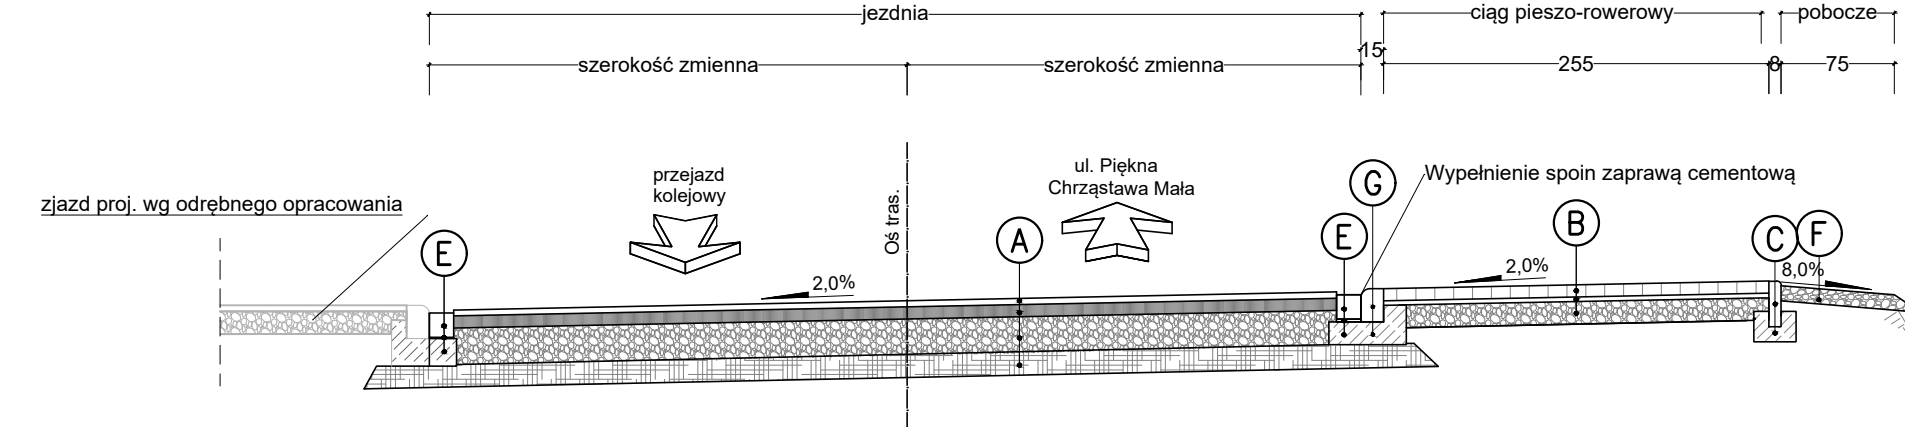 jezdnia
ciąg pieszo-rowerowy
pobocze
15
szerokość zmienna
szerokość zmienna
255
8
75
przejazd
kolejowy
ul. Piękna
Chrząstawa Mała
Oś tras.
Wypełnienie spoin zaprawą cementową
zjazd proj. wg odrębnego opracowania
G
E
A
E
B
C
F
2,0%
2,0%
8,0%